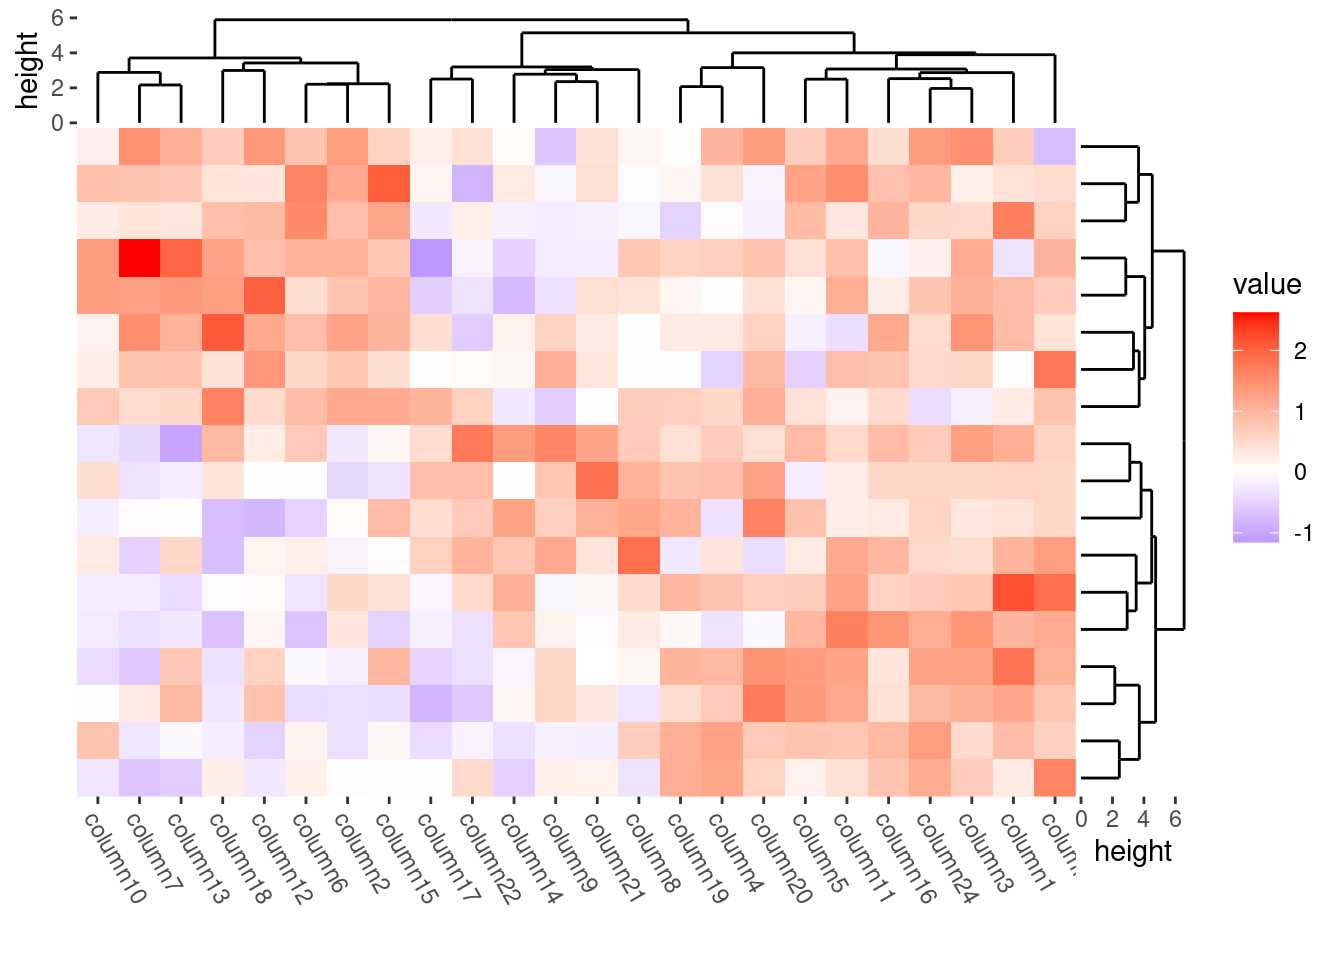 height
6
4
2
0
value
2
1
0
-1
column10
column7
column13
column18
column12
column6
column2
column15
column17
column22
column14
column9
column21
column8
column19
column4
column20
column5
column11
column16
column24
column3
column1
colum.
0 2 4 6
height